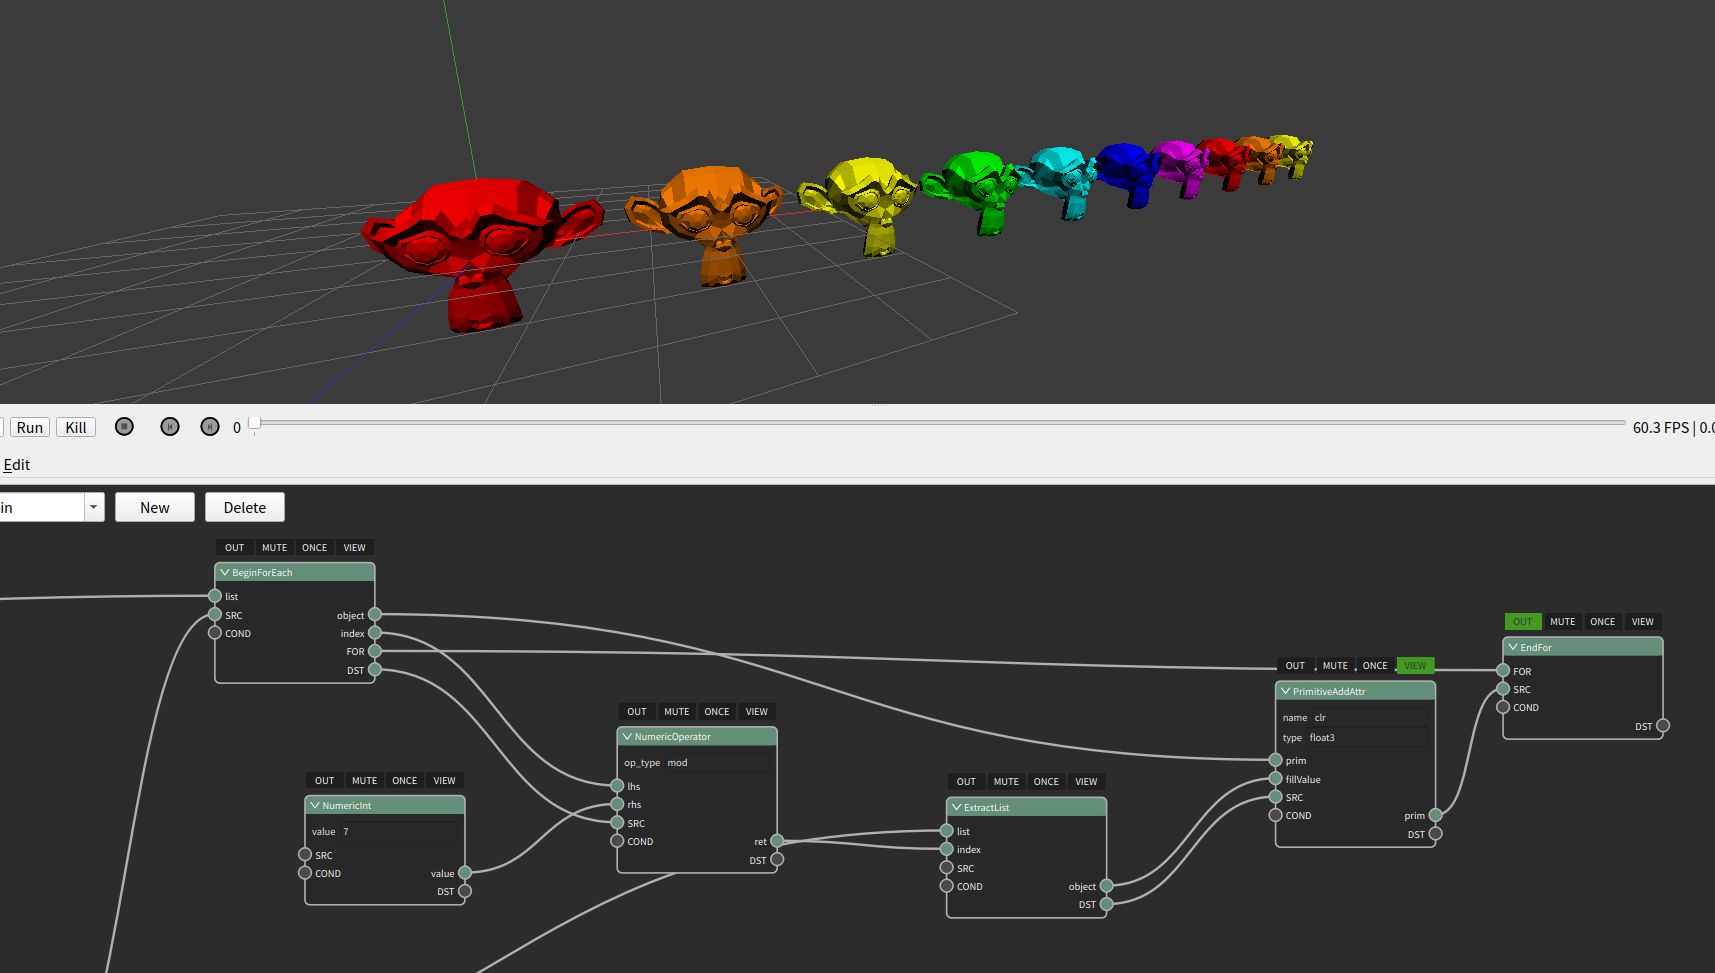 Run Kill 0 60.3 FPS | 0.0
Edit
in New Delete
OUT MUTE ONCE VIEW
BeginForEach
list
SRC
COND
object
index
FOR
DST
OUT MUTE ONCE VIEW
NumericInt
value 7
SRC
COND
value
DST
OUT MUTE ONCE VIEW
NumericOperator
op_type mod
lhs
rhs
SRC
COND
ret
DST
OUT MUTE ONCE VIEW
ExtractList
list
index
SRC
COND
object
DST
OUT MUTE ONCE VIEW
PrimitiveAddAttr
name clr
type float3
prim
fillValue
SRC
COND
prim
DST
OUT MUTE ONCE VIEW
EndFor
FOR
SRC
COND
DST